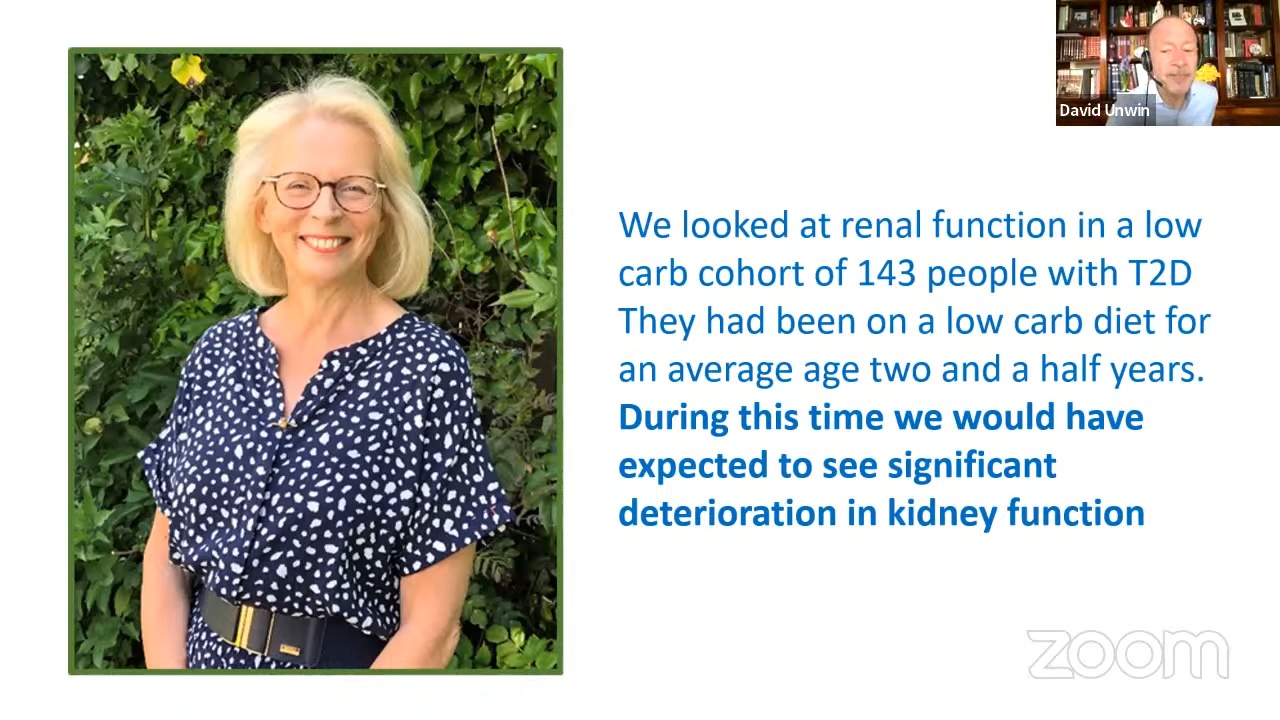 David Unwin
We looked at renal function in a low
carb cohort of 143 people with T2D
They had been on a low carb diet for
an average age two and a half years.
During this time we would have
expected to see significant
deterioration in kidney function
zoom